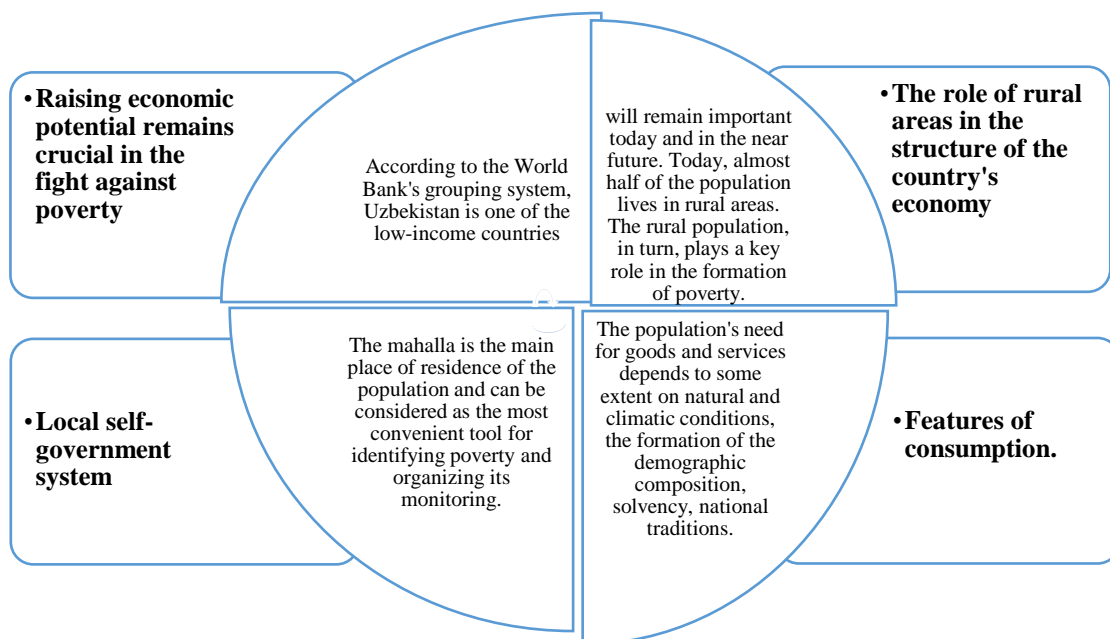 •Raising economic
potential remains
crucial in the
fight against
poverty
According to the World
Bank's grouping system,
Uzbekistan is one of the
low-income countries
will remain important
today and in the near
future. Today, almost
half of the population
lives in rural areas.
The rural population,
in turn, plays a key
role in the formation
of poverty.
•The role of rural
areas in the
structure of the
country's
economy
•Local self-
government
system
The mahalla is the main
place of residence of the
population and can be
considered as the most
convenient tool for
identifying poverty and
organizing its
monitoring.
The population's need
for goods and services
depends to some
extent on natural and
climatic conditions,
the formation of the
demographic
composition,
solvency, national
traditions.
•Features of
consumption.